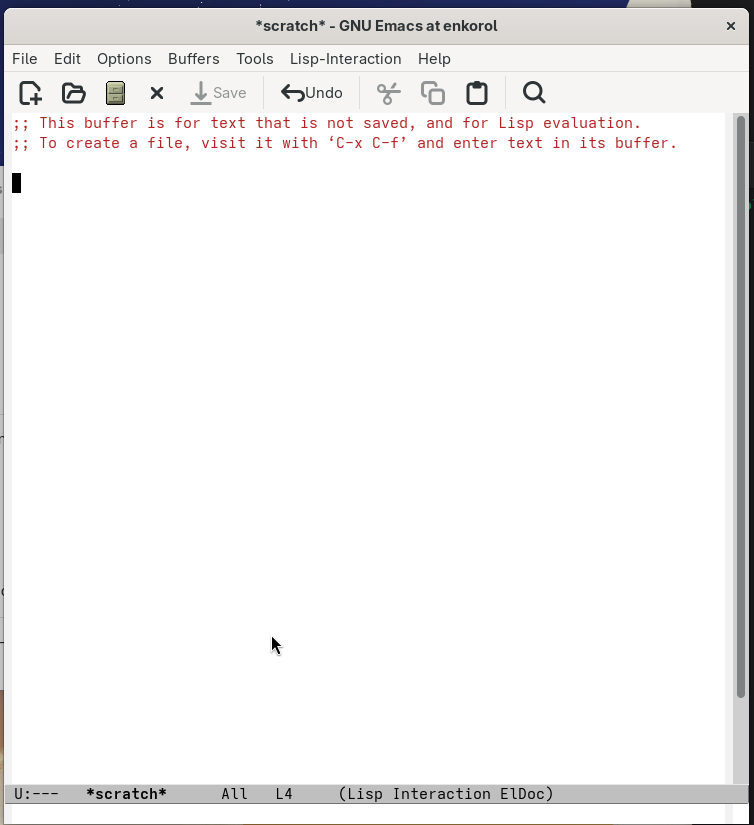 *scratch* - GNU Emacs at enkorol
File Edit Options Buffers Tools Lisp-Interaction Help
Save Undo
;; This buffer is for text that is not saved, and for Lisp evaluation.
;; To create a file, visit it with ‘C-x C-f’ and enter text in its buffer.
U:--- *scratch* All L4 (Lisp Interaction ElDoc)